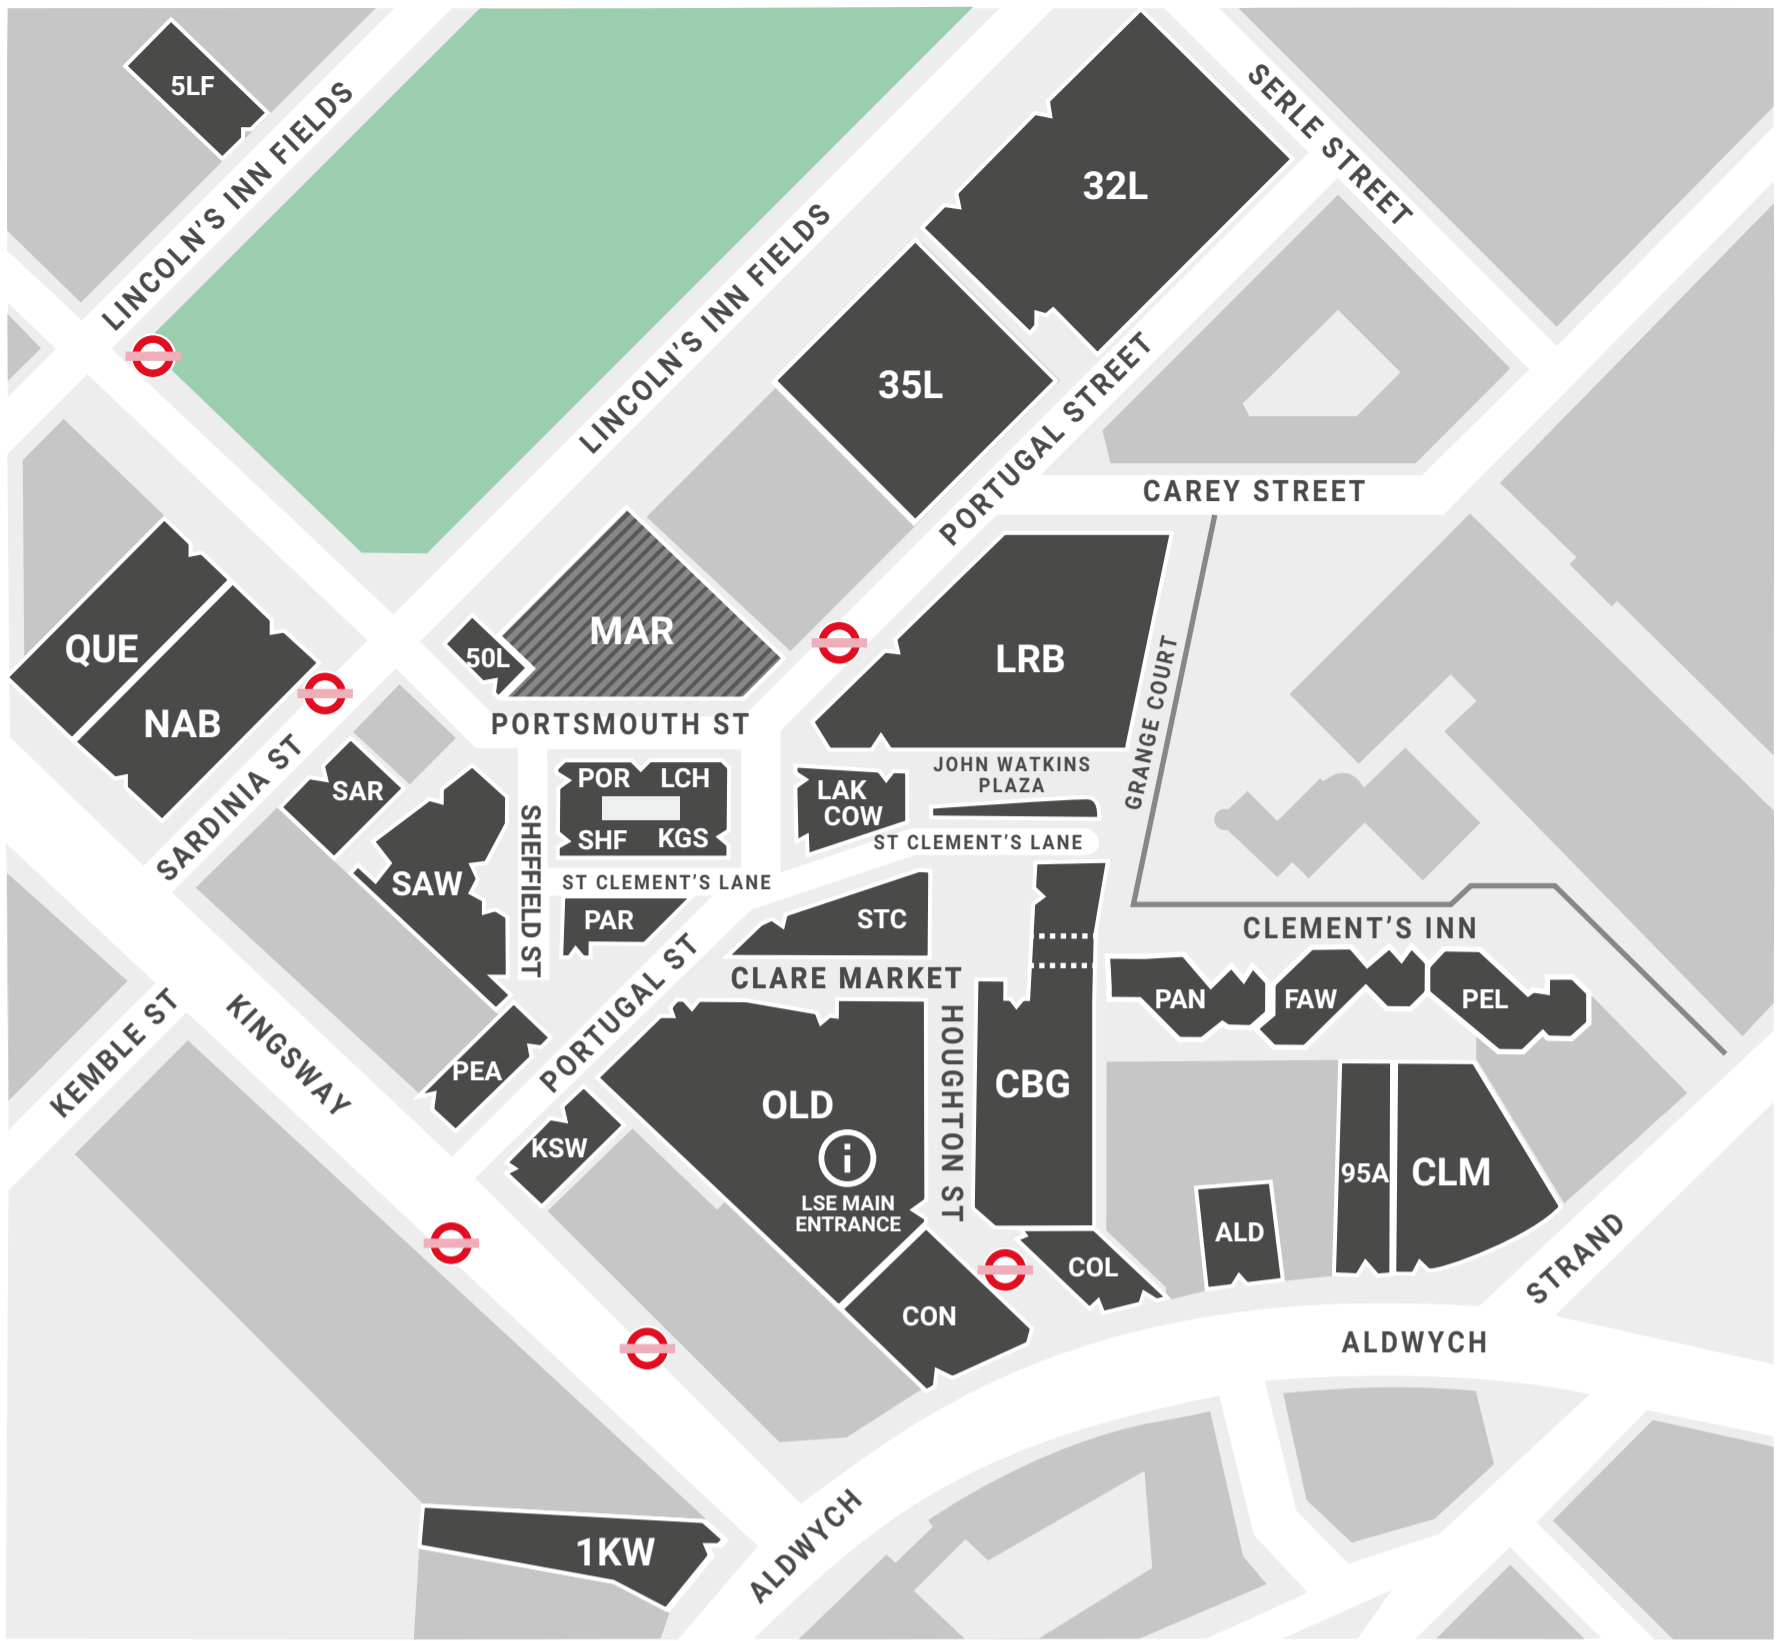 5LF
LINCOLN'S INN FIELDS
SERLE STREET
32L
LINCOLN'S INN FIELDS
35L
PORTUGAL STREET
CAREY STREET
QUE
NAB
50L
MAR
LRB
GRANGE COURT
PORTSMOUTH ST
SARDINIA ST
SAR
POR
LCH
SHF
KGS
LAK
COW
JOHN WATKINS
PLAZA
ST CLEMENT'S LANE
SHEFFIELD ST
SAW
ST CLEMENT'S LANE
PAR
STC
CLEMENT'S INN
CLARE MARKET
PAN
FAW
PEL
KEMBLE ST
KINGSWAY
PEA
PORTUGAL ST
HOUGHTON ST
OLD
CBG
KSW
i
LSE MAIN
ENTRANCE
95A
CLM
ALD
COL
STRAND
CON
ALDWYCH
1KW
ALDWYCH